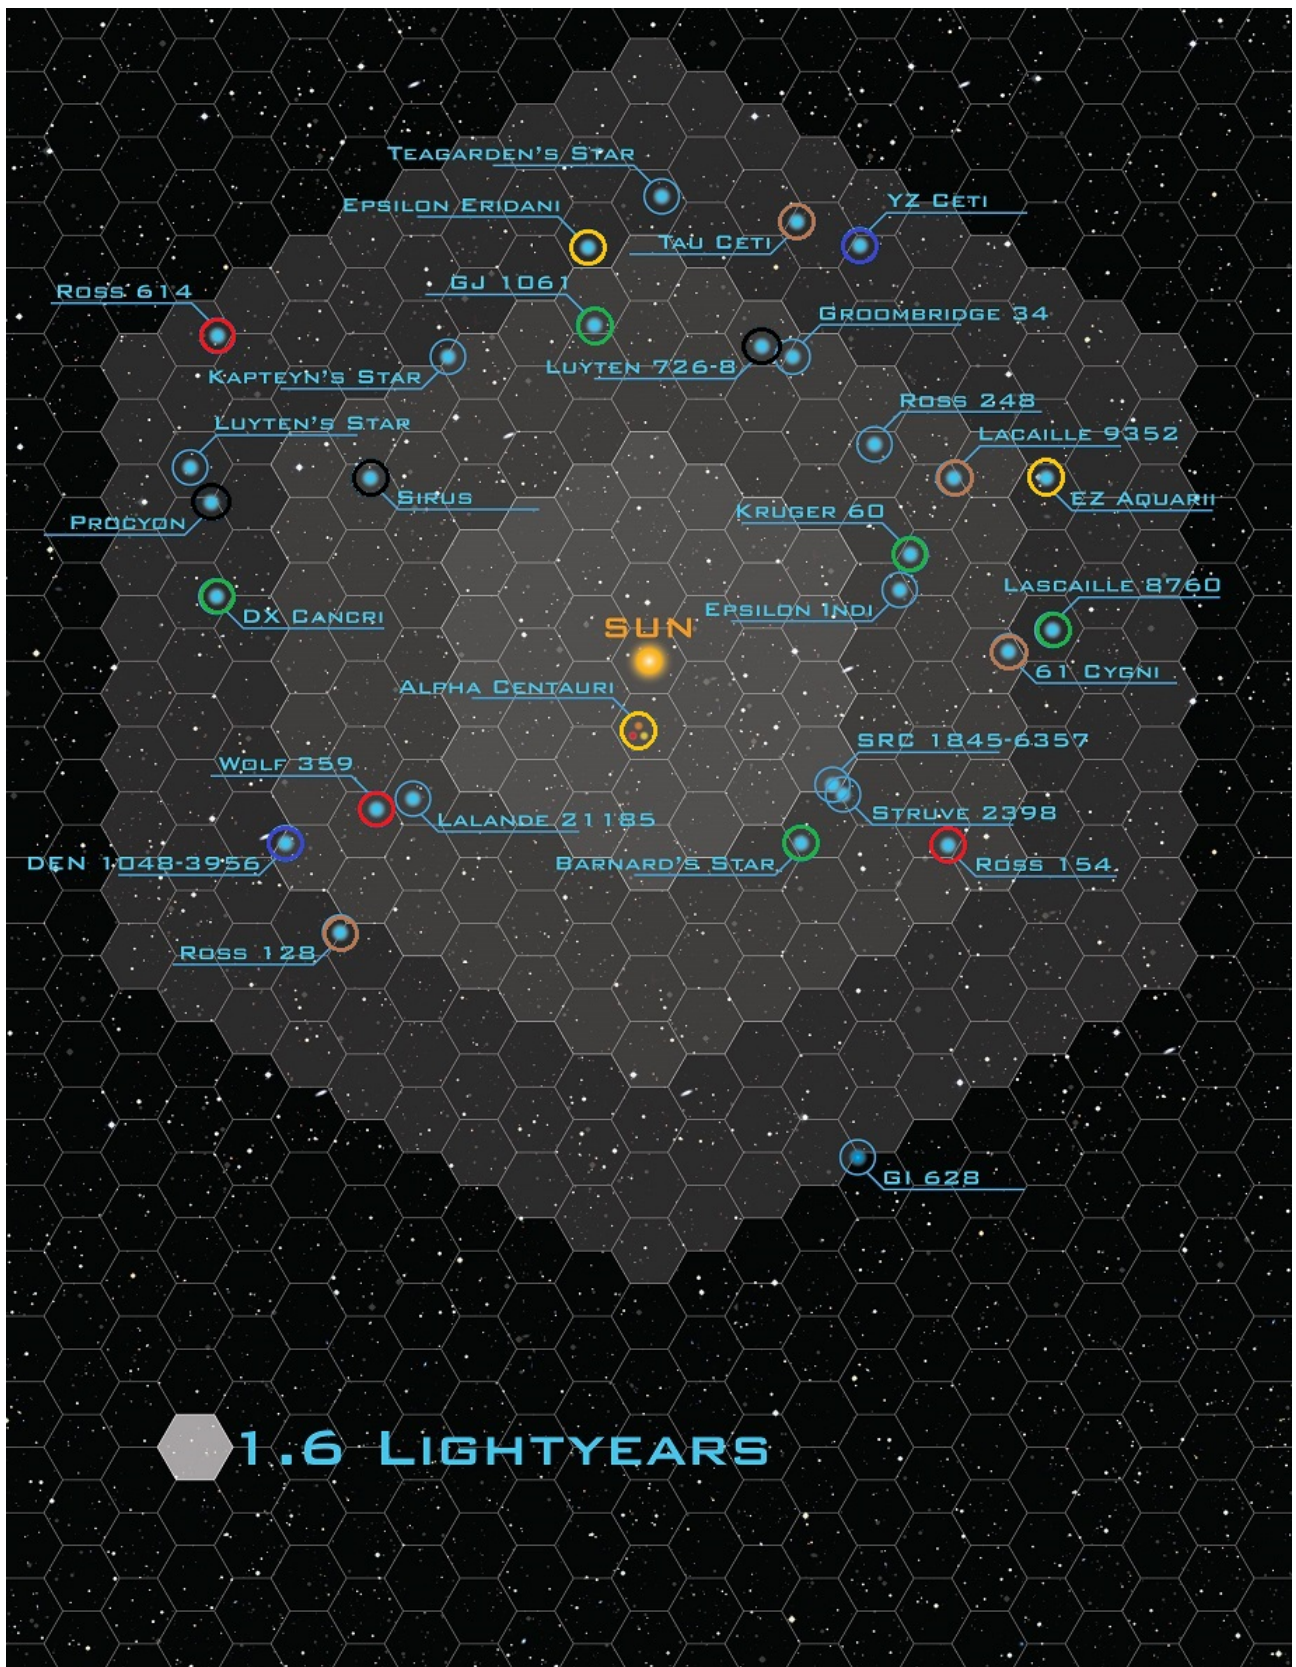 Teagarden's Star
Epsilon Eridani
YZ Ceti
Tau Ceti
GJ 1061
Ross 614
Groombridge 34
Luyten 726-8
Kapteyn's Star
Ross 248
Luyten's Star
Lacaille 9352
Sirus
EZ Aquarii
Kruger 60
Procyon
Lascaille 8760
Epsilon Indi
DX Cancri
SUN
61 Cygni
Alpha Centauri
SRC 1845-6357
Wolf 359
Struve 2398
Lalande 21185
DEN 1048-3956
Barnard's Star
Ross 154
Ross 128
GI 628
1.6 Lightyears